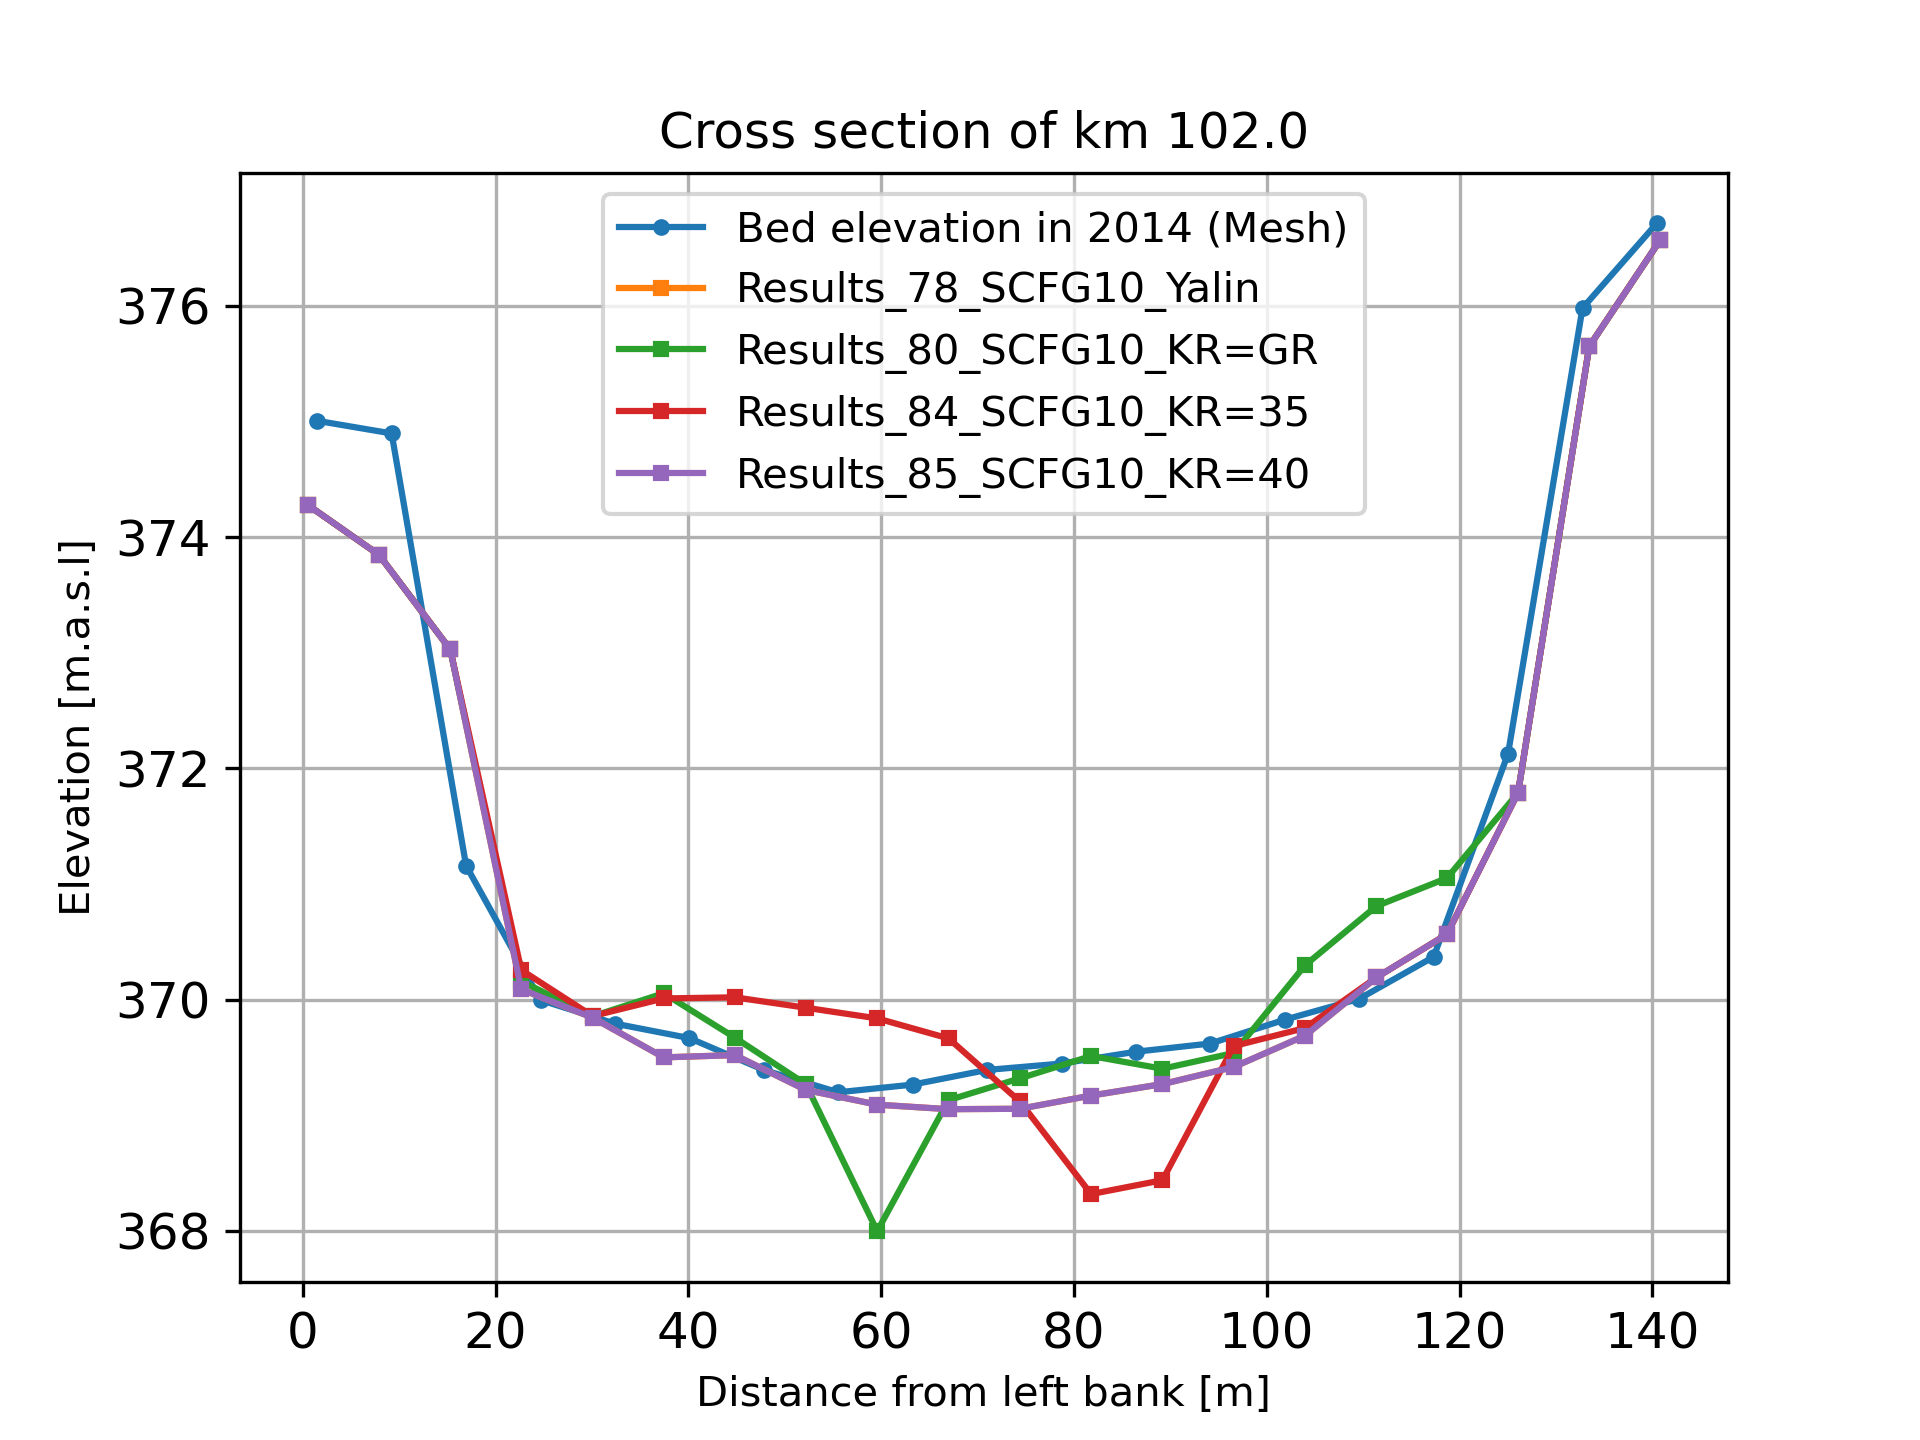 Cross section of km 102.0
Bed elevation in 2014 (Mesh)
Results_78_SCFG10_Yalin
Results_80_SCFG10_KR=GR
Results_84_SCFG10_KR=35
Results_85_SCFG10_KR=40
Elevation [m.a.s.l]
376
374
372
370
368
0 20 40 60 80 100 120 140
Distance from left bank [m]